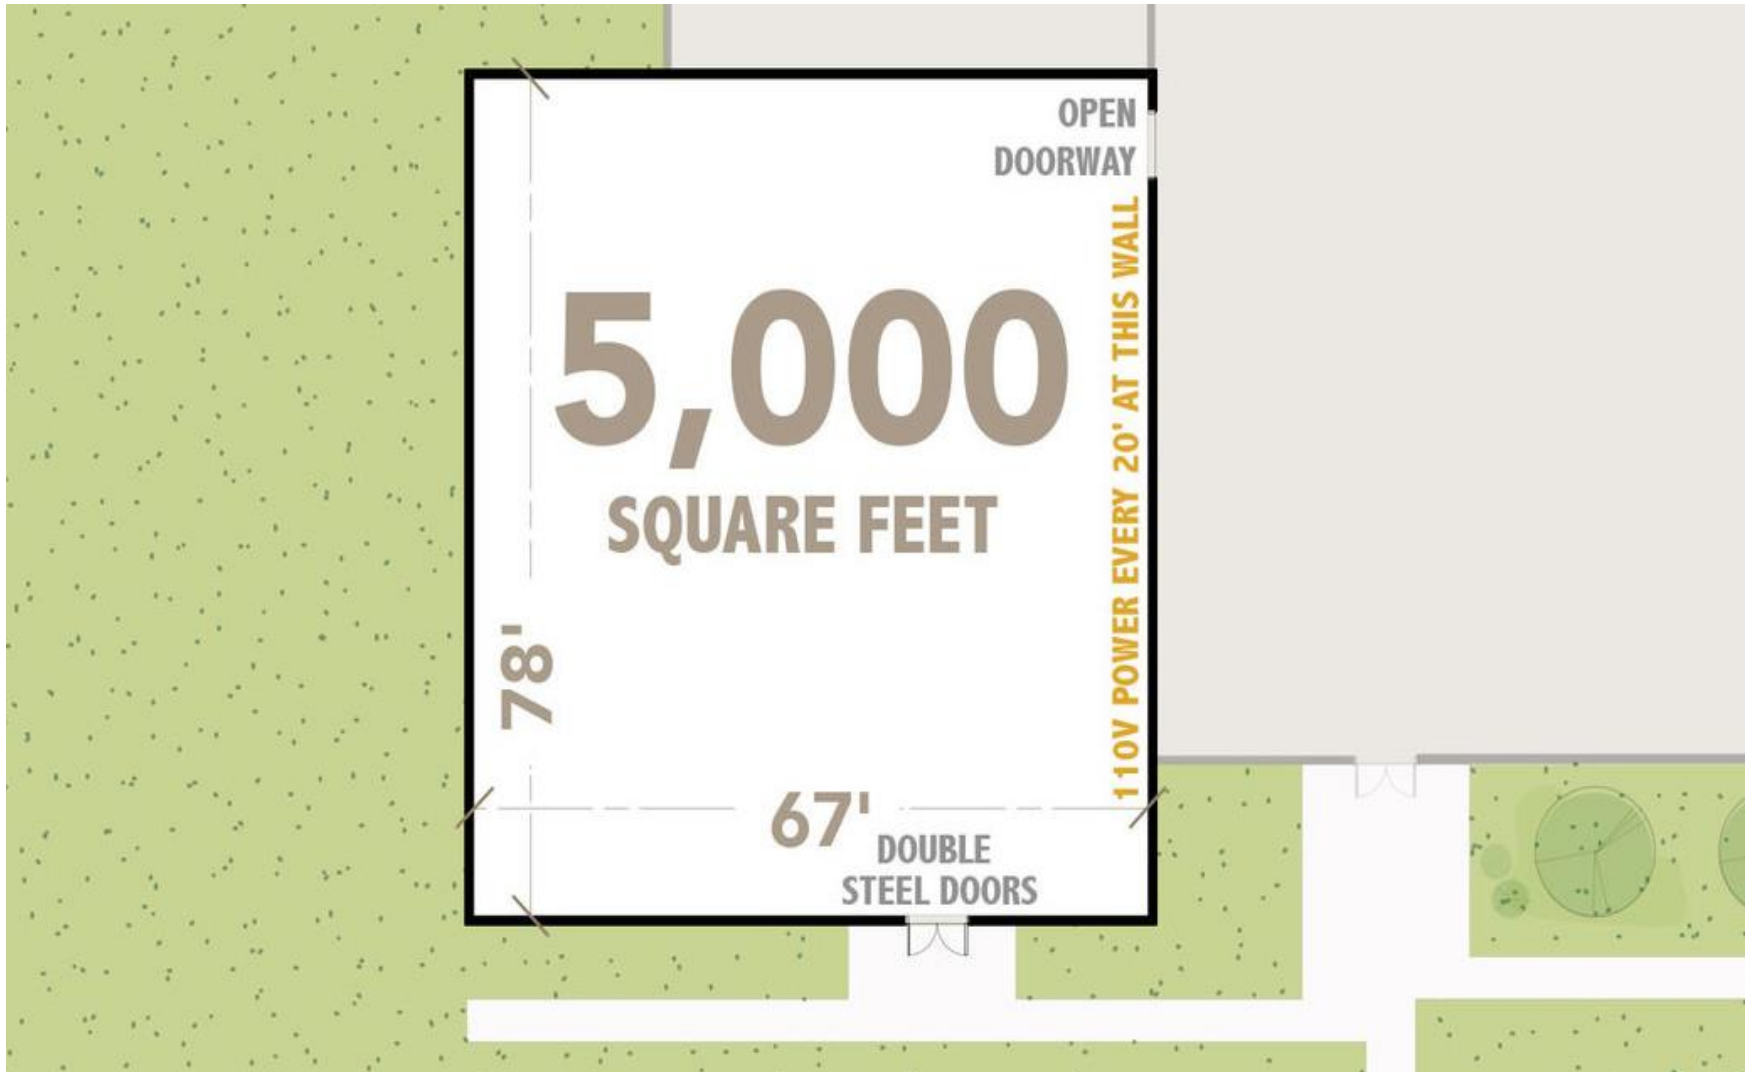 OPEN
DOORWAY
110V POWER EVERY 20' AT THIS WALL
5,000
SQUARE FEET
78'
67'
DOUBLE
STEEL DOORS